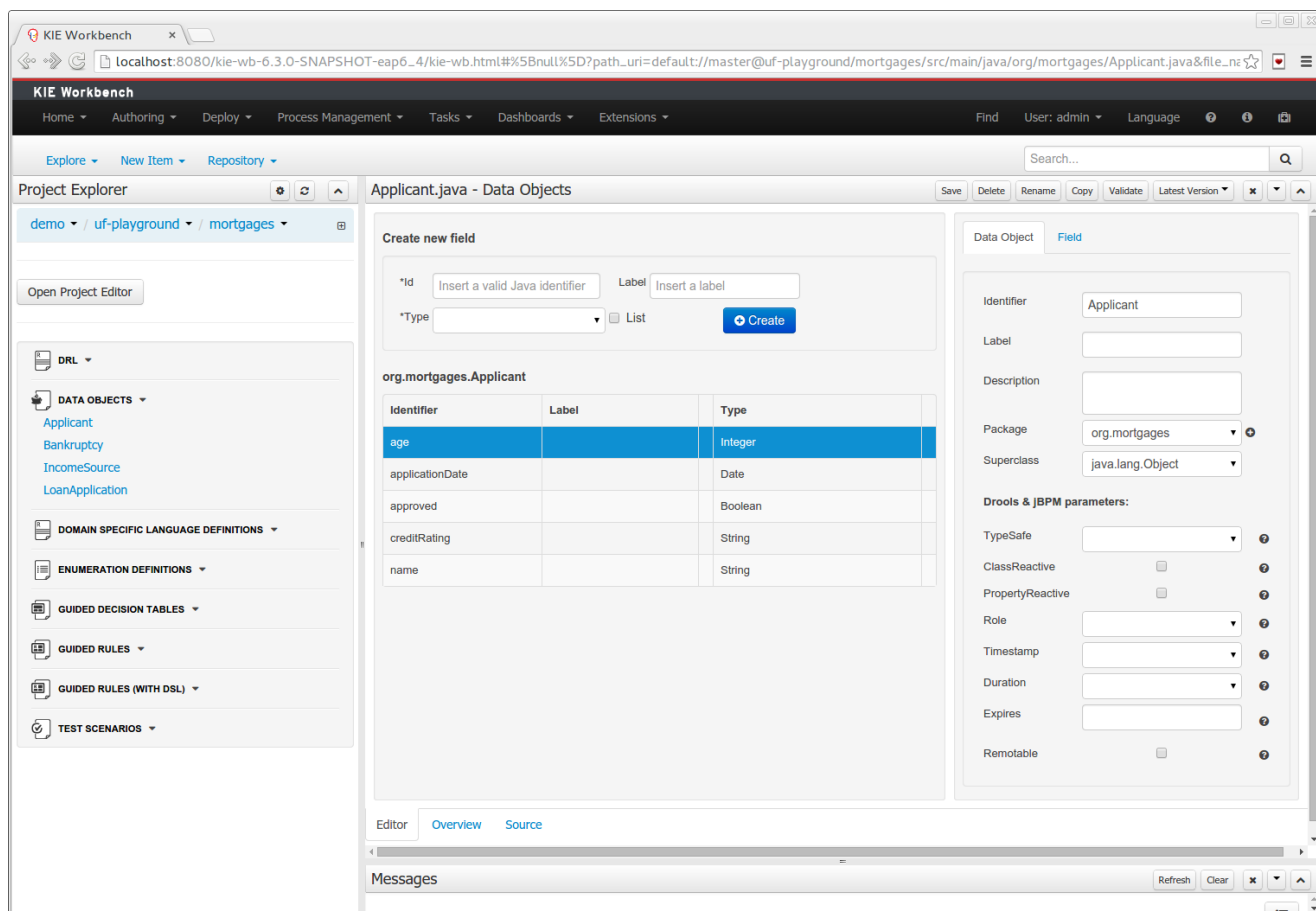 KIE Workbench
localhost:8080/kie-wb-6.3.0-SNAPSHOT-eap6_4/kie-wb.html#%5Bnull%5D?path_uri=default://master@uf-playground/mortgages/src/main/java/org/mortgages/Applicant.java&file_na
KIE Workbench
Home Authoring Deploy Process Management Tasks Dashboards Extensions Find User: admin Language
Explore New Item Repository Search...
Project Explorer
demo / uf-playground / mortgages
Open Project Editor
DRL
DATA OBJECTS
Applicant
Bankruptcy
IncomeSource
LoanApplication
DOMAIN SPECIFIC LANGUAGE DEFINITIONS
ENUMERATION DEFINITIONS
GUIDED DECISION TABLES
GUIDED RULES
GUIDED RULES (WITH DSL)
TEST SCENARIOS
Applicant.java - Data Objects Save Delete Rename Copy Validate Latest Version
Create new field
*Id Insert a valid Java identifier Label Insert a label
*Type List Create
org.mortgages.Applicant
Identifier Label Type
age Integer
applicationDate Date
approved Boolean
creditRating String
name String
Data Object Field
Identifier Applicant
Label
Description
Package org.mortgages
Superclass java.lang.Object
Drools & jBPM parameters:
TypeSafe
ClassReactive
PropertyReactive
Role
Timestamp
Duration
Expires
Remotable
Editor Overview Source
Messages Refresh Clear